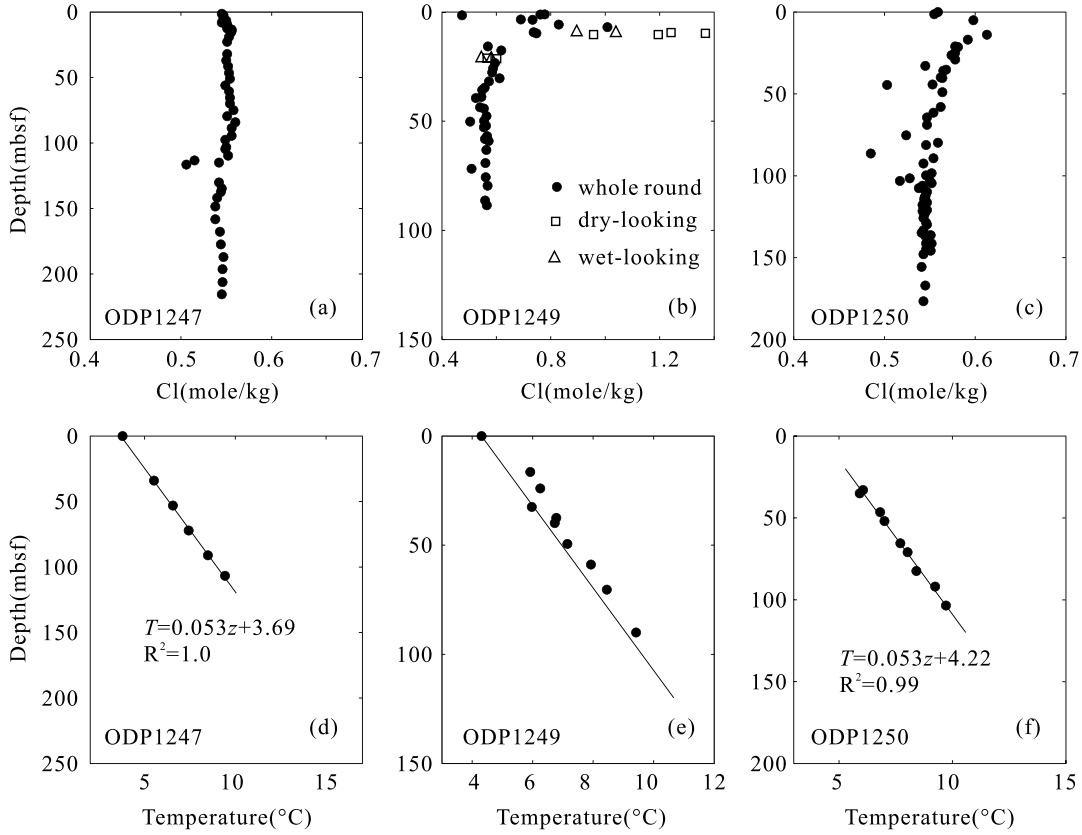 0
50
100
150
200
250
Depth(mbsf)
ODP1247
(a)
0.4
0.5
0.6
0.7
Cl(mole/kg)
0
50
100
150
whole round
dry-looking
wet-looking
ODP1249
(b)
0.4
0.8
1.2
Cl(mole/kg)
0
50
100
150
200
ODP1250
(c)
0.4
0.5
0.6
0.7
Cl(mole/kg)
0
50
100
150
200
250
Depth(mbsf)
T=0.053z+3.69
R²=1.0
ODP1247
(d)
5
10
15
Temperature(°C)
0
50
100
150
ODP1249
(e)
4
6
8
10
12
Temperature(°C)
0
50
100
150
200
T=0.053z+4.22
R²=0.99
ODP1250
(f)
5
10
15
Temperature(°C)